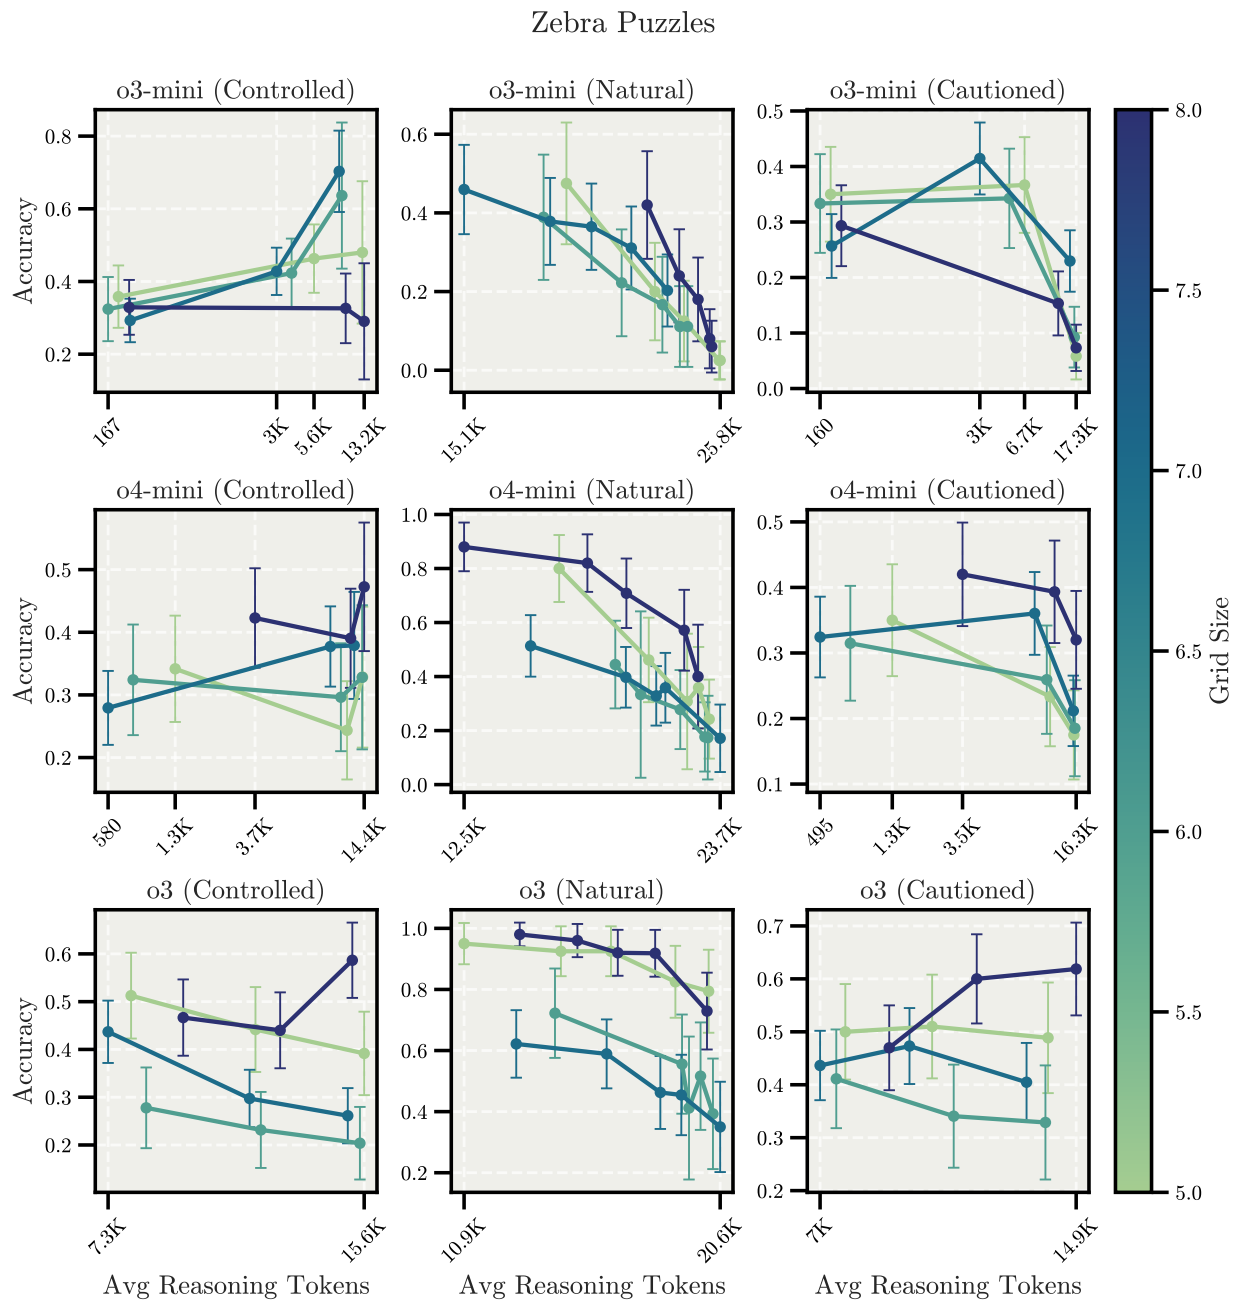 Zebra Puzzles
o3-mini (Controlled)
o3-mini (Natural)
o3-mini (Cautioned)
Accuracy
0.8
0.6
0.4
0.2
167
3K
5.6K
13.2K
0.6
0.4
0.2
0.0
15.1K
25.8K
0.5
0.4
0.3
0.2
0.1
0.0
160
3K
6.7K
17.3K
o4-mini (Controlled)
o4-mini (Natural)
o4-mini (Cautioned)
Accuracy
0.5
0.4
0.3
0.2
580
1.3K
3.7K
14.4K
1.0
0.8
0.6
0.4
0.2
0.0
12.5K
23.7K
0.5
0.4
0.3
0.2
0.1
495
1.3K
3.5K
16.3K
o3 (Controlled)
o3 (Natural)
o3 (Cautioned)
Accuracy
0.6
0.5
0.4
0.3
0.2
7.3K
15.6K
Avg Reasoning Tokens
1.0
0.8
0.6
0.4
0.2
10.9K
20.6K
Avg Reasoning Tokens
0.7
0.6
0.5
0.4
0.3
0.2
7K
14.9K
Avg Reasoning Tokens
8.0
7.5
7.0
6.5
6.0
5.5
5.0
Grid Size